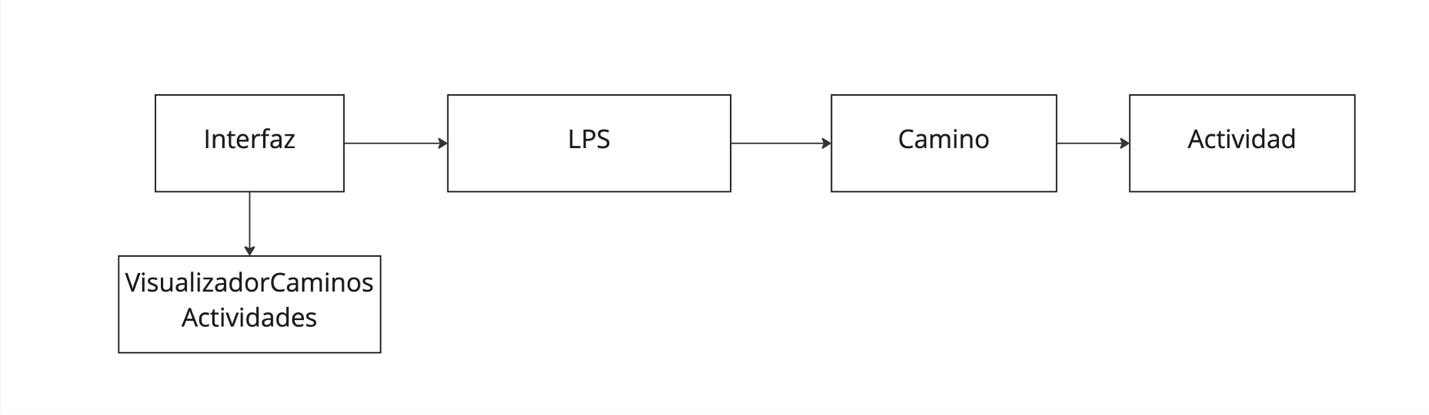 Interfaz
LPS
Camino
Actividad
VisualizadorCaminos
Actividades